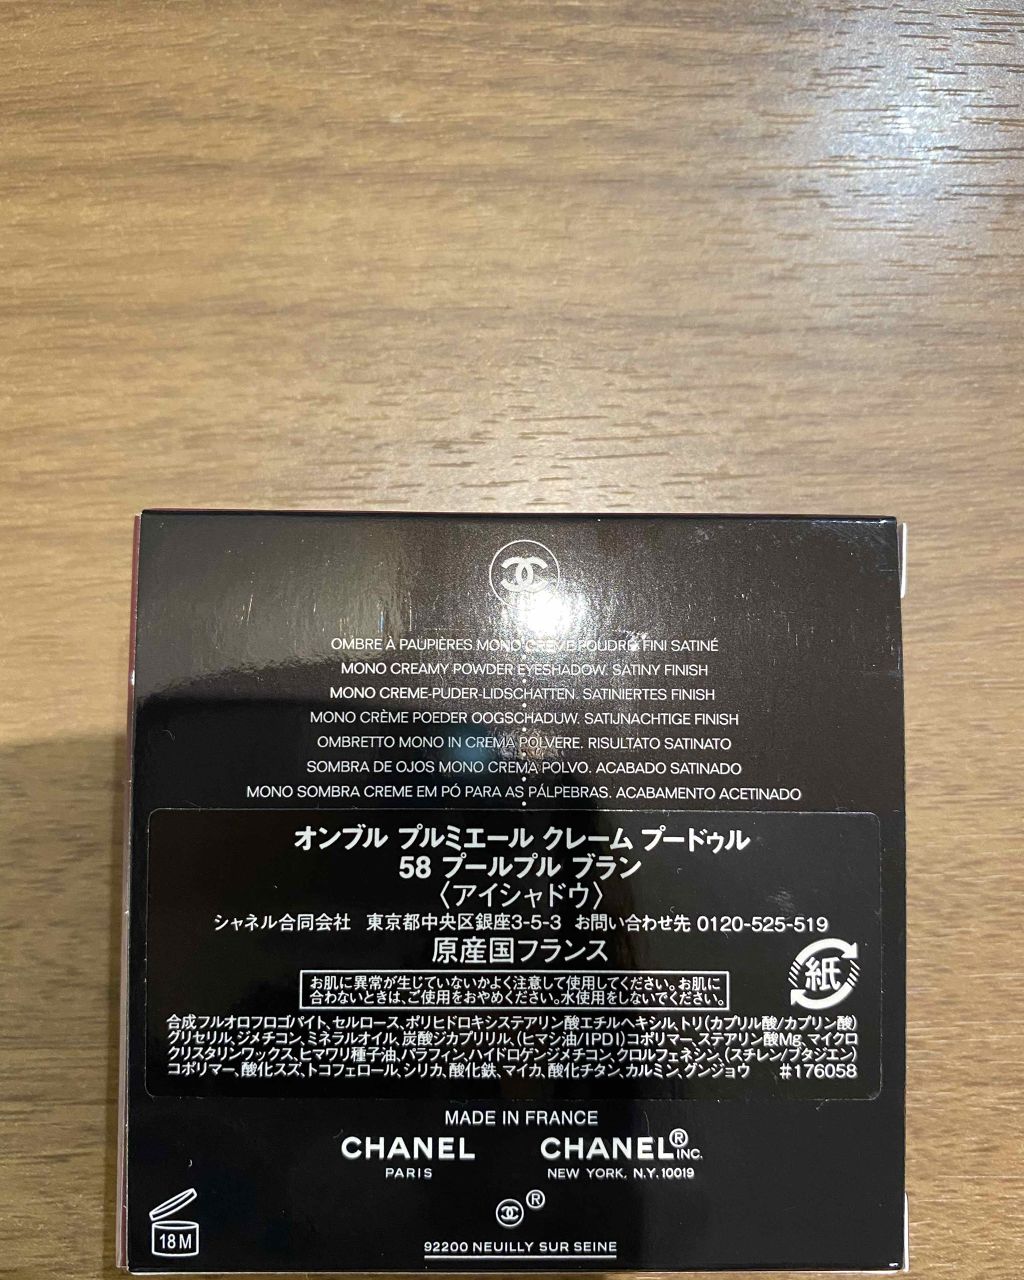 OMBRE À PAUPIÈRES MONO CRÈME POUDRE. FINI SATINÉ
MONO CREAMY POWDER EYESHADOW. SATINY FINISH
MONO CREME-PUDER-LIDSCHATTEN. SATINIERTES FINISH
MONO CRÈME POEDER OOGSCHADUW. SATIJNACHTIGE FINISH
OMBRETTO MONO IN CREMA POLVERE. RISULTATO SATINATO
SOMBRA DE OJOS MONO CREMA POLVO. ACABADO SATINADO
MONO SOMBRA CREME EM PÓ PARA AS PÁLPEBRAS. ACABAMENTO ACETINADO
オンブル プルミエール クレーム プードゥル
58 プールプル ブラン
〈アイシャドウ〉
シャネル合同会社 東京都中央区銀座3-5-3 お問い合わせ先 0120-525-519
原産国フランス
紙
お肌に異常が生じていないかよく注意して使用してください。お肌に
合わないときは、ご使用をおやめください。水使用をしないでください。
合成フルオロフロゴパイト、セルロース、ポリヒドロキシステアリン酸エチルヘキシル、トリ(カプリル酸/カプリン酸)
グリセリル、ジメチコン、ミネラルオイル、炭酸ジカプリリル、(ヒマシ油/IPDI)コポリマー、ステアリン酸Mg、マイクロ
クリスタリンワックス、ヒマワリ種子油、パラフィン、ハイドロゲンジメチコン、クロルフェネシン、(スチレン/ブタジエン)
コポリマー、酸化スズ、トコフェロール、シリカ、酸化鉄、マイカ、酸化チタン、カルミン、グンジョウ #176058
MADE IN FRANCE
CHANEL CHANEL® INC.
PARIS NEW YORK, N.Y. 10019
®
18 M
92200 NEUILLY SUR SEINE